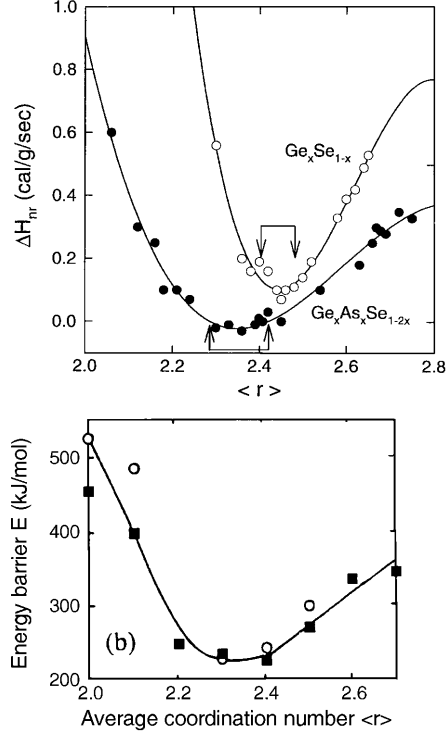 1.0
0.8
0.6
0.4
0.2
0.0
ΔHnr (cal/g/sec)
GexSe1-x
GexAsxSe1-2x
2.0 2.2 2.4 2.6 2.8
< r >
500
400
300
200
Energy barrier E (kJ/mol)
(b)
2.0 2.2 2.4 2.6
Average coordination number <r>